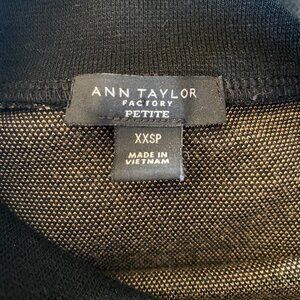 ANN TAYLOR
FACTORY
PETITE
XXSP
MADE IN
VIETNAM